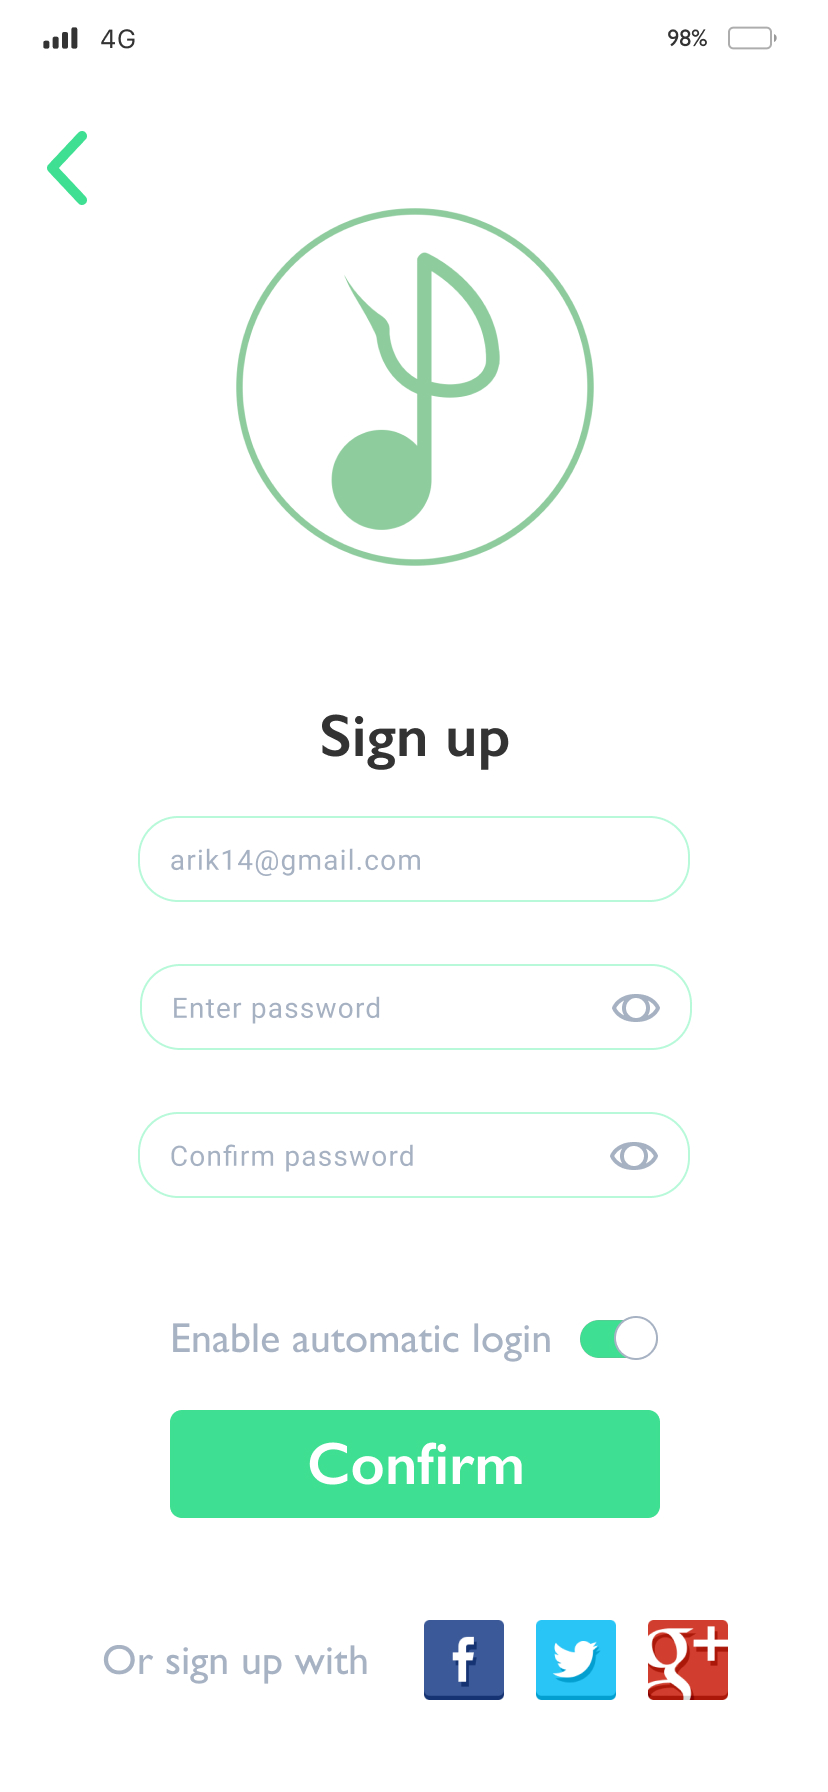 4G
98%
Sign up
arik14@gmail.com
Enter password
Confirm password
Enable automatic login
Confirm
Or sign up with
f
g+